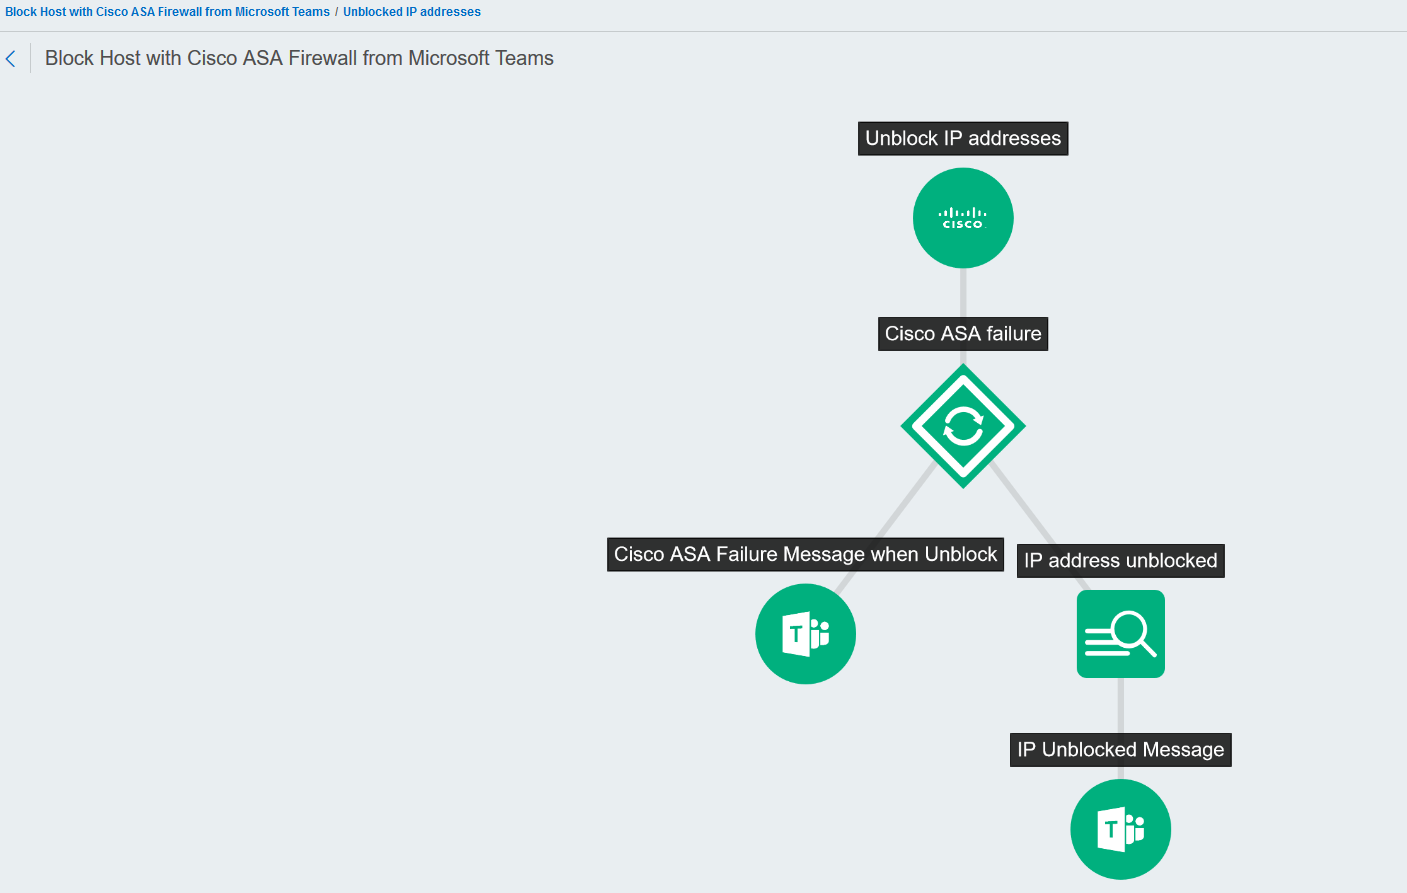 Block Host with Cisco ASA Firewall from Microsoft Teams / Unblocked IP addresses
Block Host with Cisco ASA Firewall from Microsoft Teams
Unblock IP addresses
CISCO
Cisco ASA failure
Cisco ASA Failure Message when Unblock
IP address unblocked
T
IP Unblocked Message
T